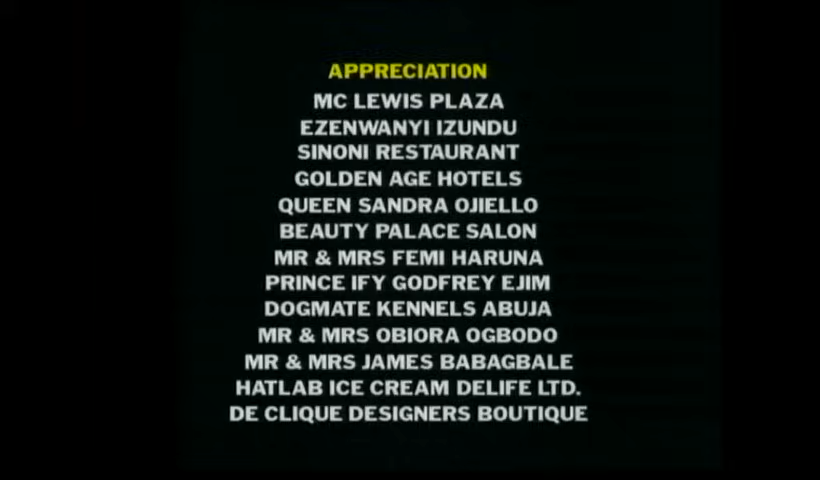 APPRECIATION
MC LEWIS PLAZA
EZENWANYI IZUNDU
SINONI RESTAURANT
GOLDEN AGE HOTELS
QUEEN SANDRA OJIELLO
BEAUTY PALACE SALON
MR & MRS FEMI HARUNA
PRINCE IFY GODFREY EJIM
DOGMATE KENNELS ABUJA
MR & MRS OBIORA OGBODO
MR & MRS JAMES BABAGBALE
HATLAB ICE CREAM DELIFE LTD.
DE CLIQUE DESIGNERS BOUTIQUE